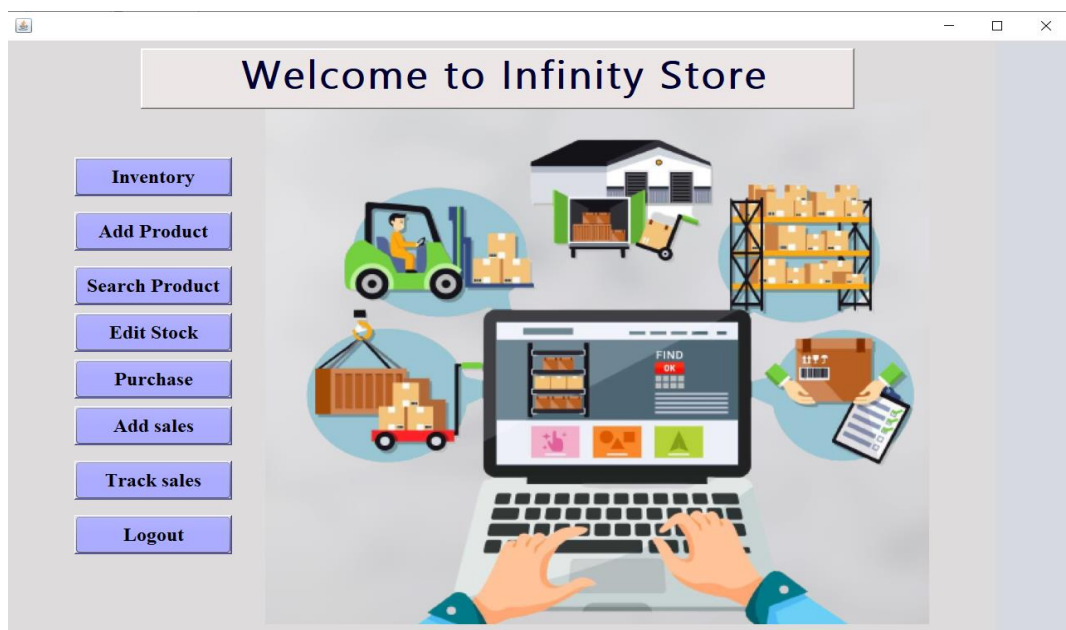 Welcome to Infinity Store
Inventory
Add Product
Search Product
Edit Stock
Purchase
Add sales
Track sales
Logout
FIND
OK